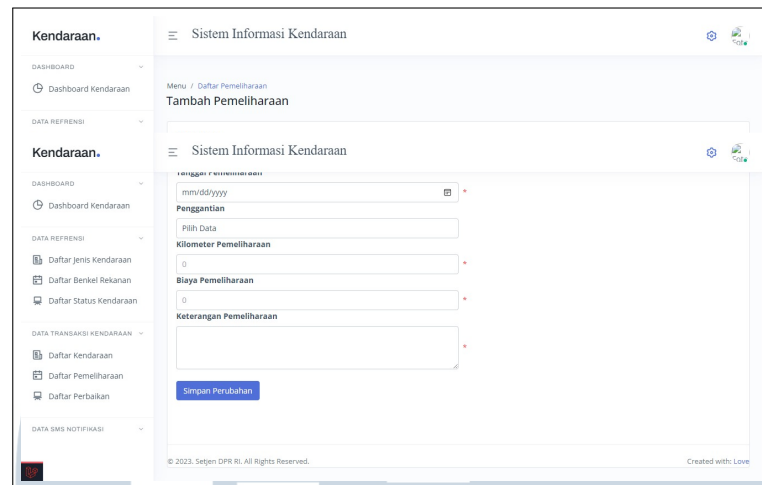 Kendaraan.
Sistem Informasi Kendaraan
DASHBOARD
Dashboard Kendaraan
Menu / Daftar Pemeliharaan
Tambah Pemeliharaan
DATA REFRENSI
Kendaraan.
Sistem Informasi Kendaraan
Tanggal Pemeliharaan
DASHBOARD
mm/dd/yyyy *
Dashboard Kendaraan
Penggantian
Pilih Data
DATA REFRENSI
Kilometer Pemeliharaan
Daftar Jenis Kendaraan
0 *
Daftar Benkel Rekanan
Biaya Pemeliharaan
Daftar Status Kendaraan
0 *
Keterangan Pemeliharaan
*
DATA TRANSAKSI KENDARAAN
Daftar Kendaraan
Daftar Pemeliharaan
Simpan Perubahan
Daftar Perbaikan
DATA SMS NOTIFIKASI
© 2023. Setjen DPR RI. All Rights Reserved.
Created with: Love